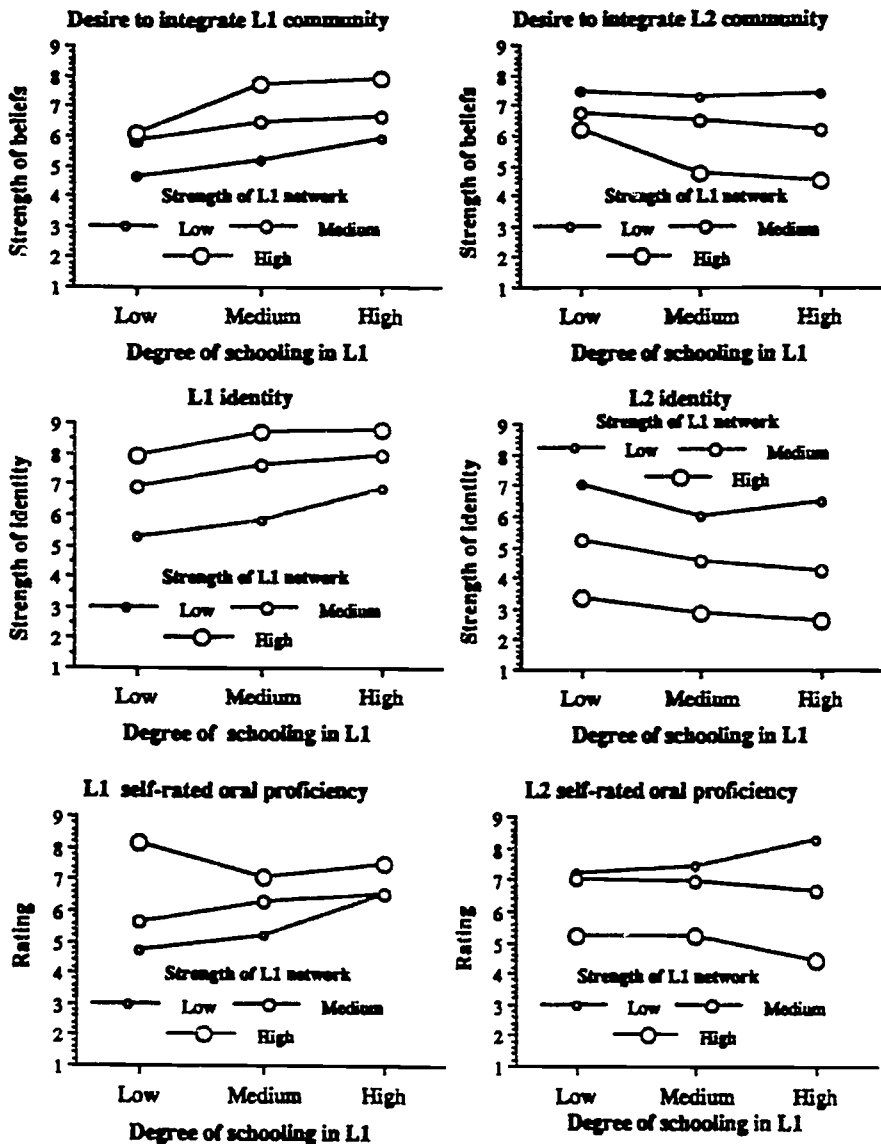 Desire to integrate L1 community
9
8
7
6
5
4
3
2
1
Strength of beliefs
Strength of L1 network
Low Medium
High
Low Medium High
Degree of schooling in L1
Desire to integrate L2 community
9
8
7
6
5
4
3
2
1
Strength of beliefs
Strength of L1 network
Low Medium
High
Low Medium High
Degree of schooling in L1
L1 identity
9
8
7
6
5
4
3
2
1
Strength of identity
Strength of L1 network
Low Medium
High
Low Medium High
Degree of schooling in L1
L2 identity
Strength of L1 network
Low Medium
High
9
8
7
6
5
4
3
2
1
Strength of identity
Low Medium High
Degree of schooling in L1
L1 self-rated oral proficiency
9
8
7
6
5
4
3
2
1
Rating
Strength of L1 network
Low Medium
High
Low Medium High
Degree of schooling in L1
L2 self-rated oral proficiency
9
8
7
6
5
4
3
2
1
Rating
Strength of L1 network
Low Medium
High
Low Medium High
Degree of schooling in L1